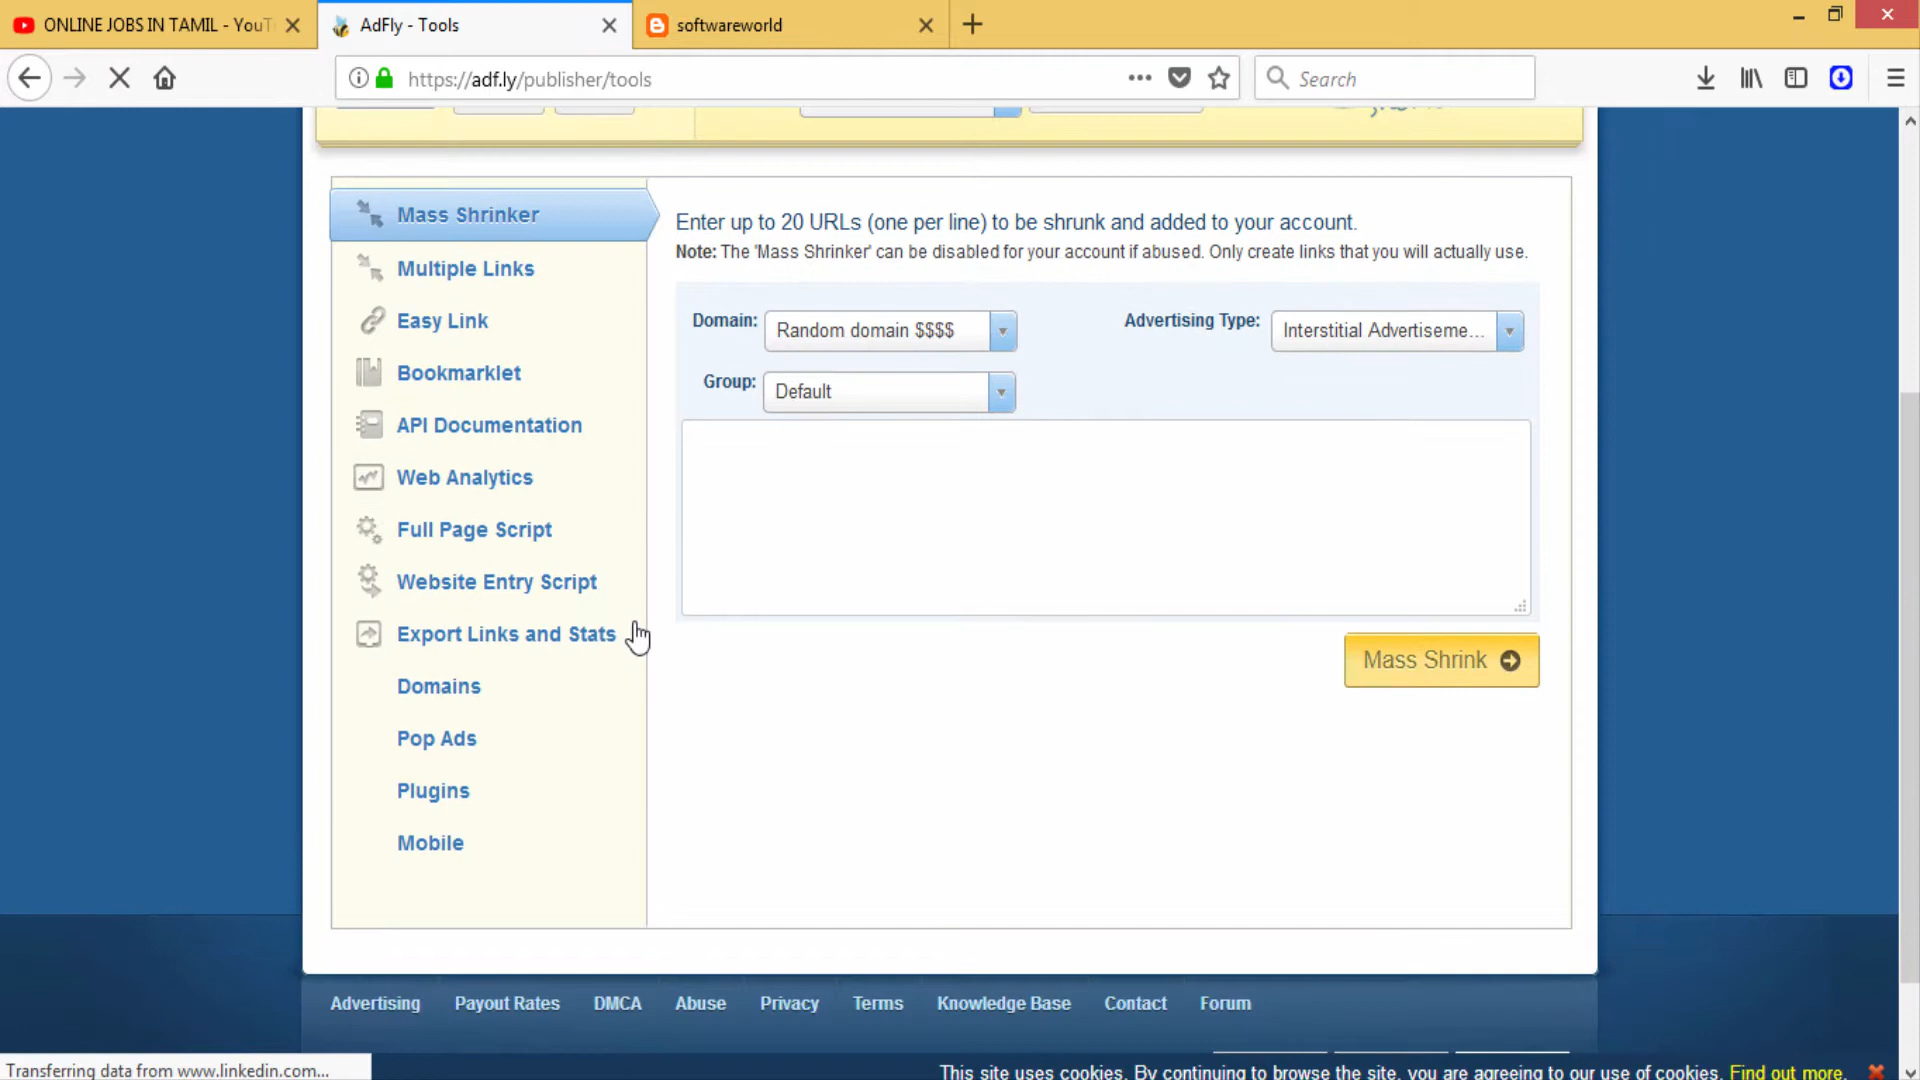 ONLINE JOBS IN TAMIL - YouT
AdFly - Tools
softwareworld
https://adf.ly/publisher/tools
Search
Mass Shrinker
Multiple Links
Easy Link
Bookmarklet
API Documentation
Web Analytics
Full Page Script
Website Entry Script
Export Links and Stats
Domains
Pop Ads
Plugins
Mobile
Enter up to 20 URLs (one per line) to be shrunk and added to your account.
Note: The 'Mass Shrinker' can be disabled for your account if abused. Only create links that you will actually use.
Domain: Random domain $$$$
Advertising Type: Interstitial Advertiseme...
Group: Default
Mass Shrink
Advertising Payout Rates DMCA Abuse Privacy Terms Knowledge Base Contact Forum
Transferring data from www.linkedin.com...
This site uses cookies. By continuing to browse the site, you are agreeing to our use of cookies. Find out more.